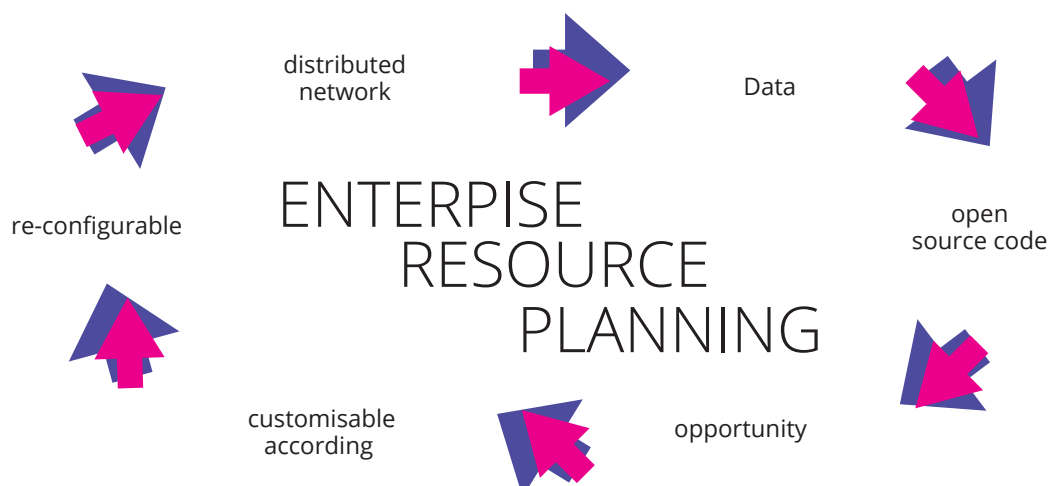 distributed
network
Data
re-configurable
ENTERPISE
RESOURCE
PLANNING
open
source code
customisable
according
opportunity